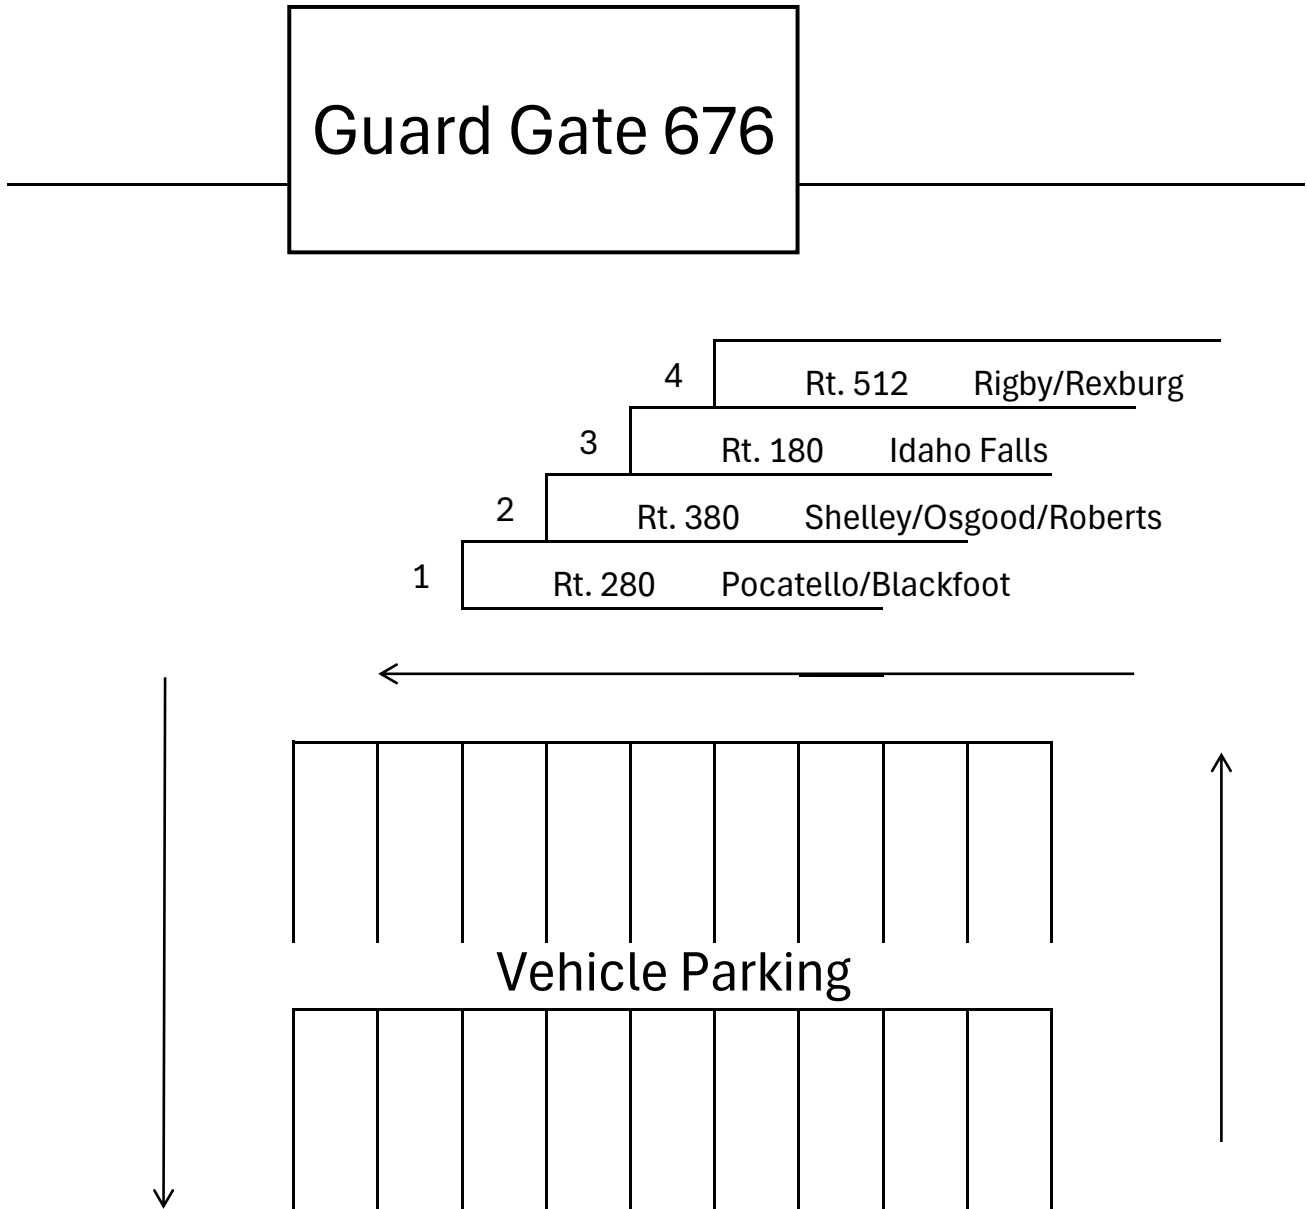 Guard Gate 676
4 Rt. 512 Rigby/Rexburg
3 Rt. 180 Idaho Falls
2 Rt. 380 Shelley/Osgood/Roberts
1 Rt. 280 Pocatello/Blackfoot
Vehicle Parking